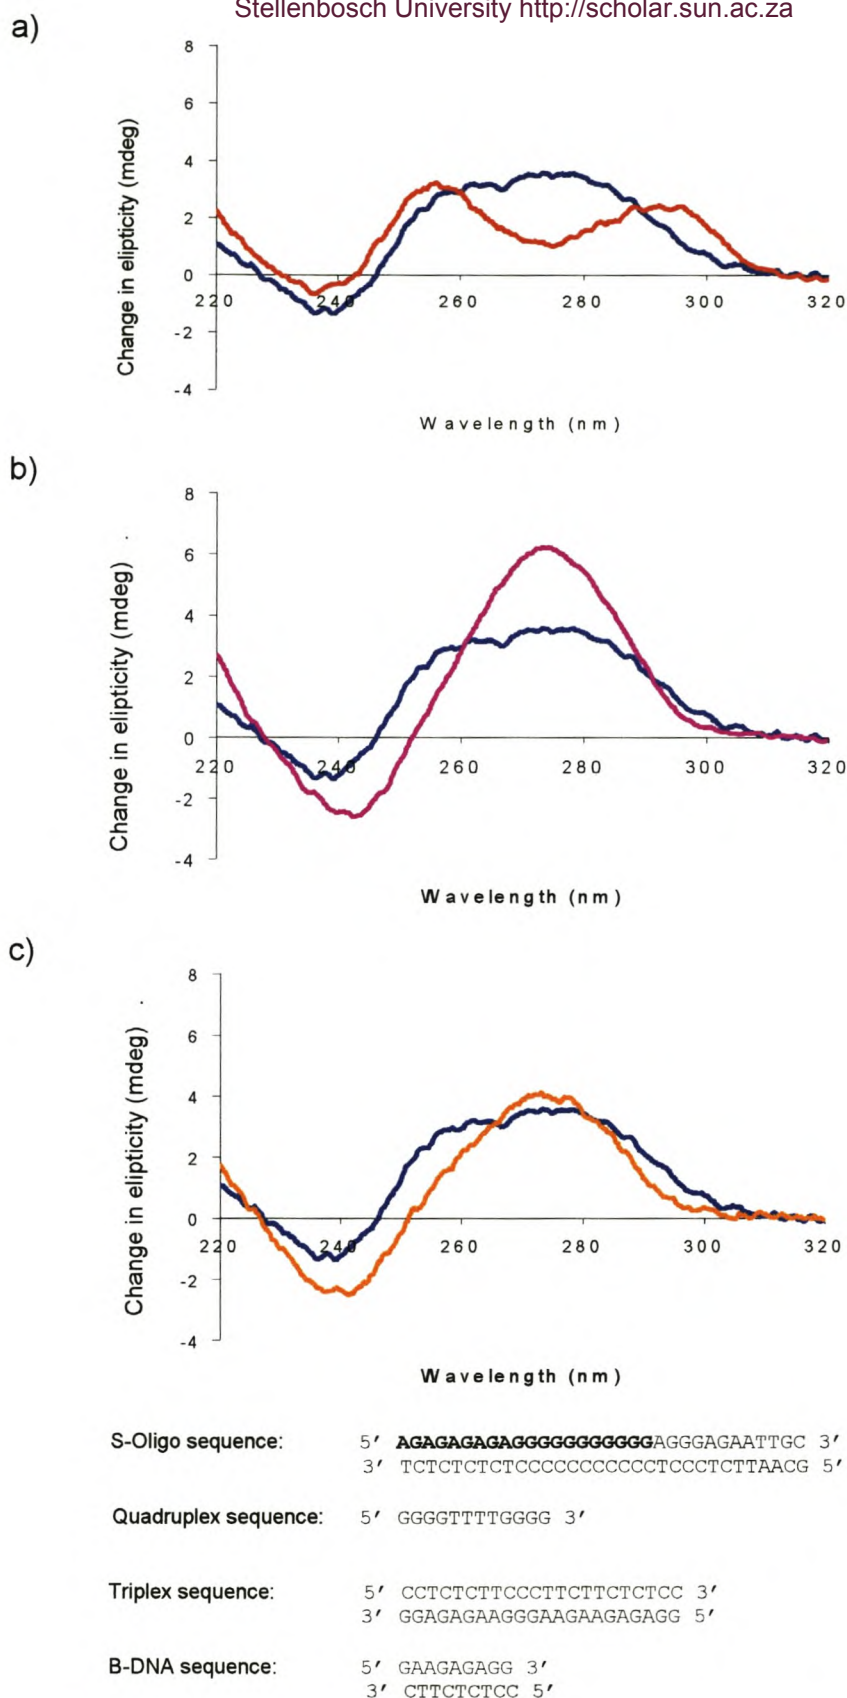 Stellenbosch University http://scholar.sun.ac.za
a)
8
6
4
2
0
-2
-4
220 240 260 280 300 320
Change in elipticity (mdeg)
Wavelength (nm)
b)
8
6
4
2
0
-2
-4
220 240 260 280 300 320
Change in elipticity (mdeg)
Wavelength (nm)
c)
8
6
4
2
0
-2
-4
220 240 260 280 300 320
Change in elipticity (mdeg)
Wavelength (nm)
S-Oligo sequence: 5' AGAGAGAGAGGGGGGGGGGGAGGGAGAATTGC 3'
3' TCTCTCTCTCCCCCCCCCCCTCCCTCTTAACG 5'
Quadruplex sequence: 5' GGGGTTTTGGGG 3'
Triplex sequence: 5' CCTCTCTTCCCTTCTTCTCTCC 3'
3' GGAGAGAAGGGAAGAAGAGAGG 5'
B-DNA sequence: 5' GAAGAGAGG 3'
3' CTTCTCTCC 5'